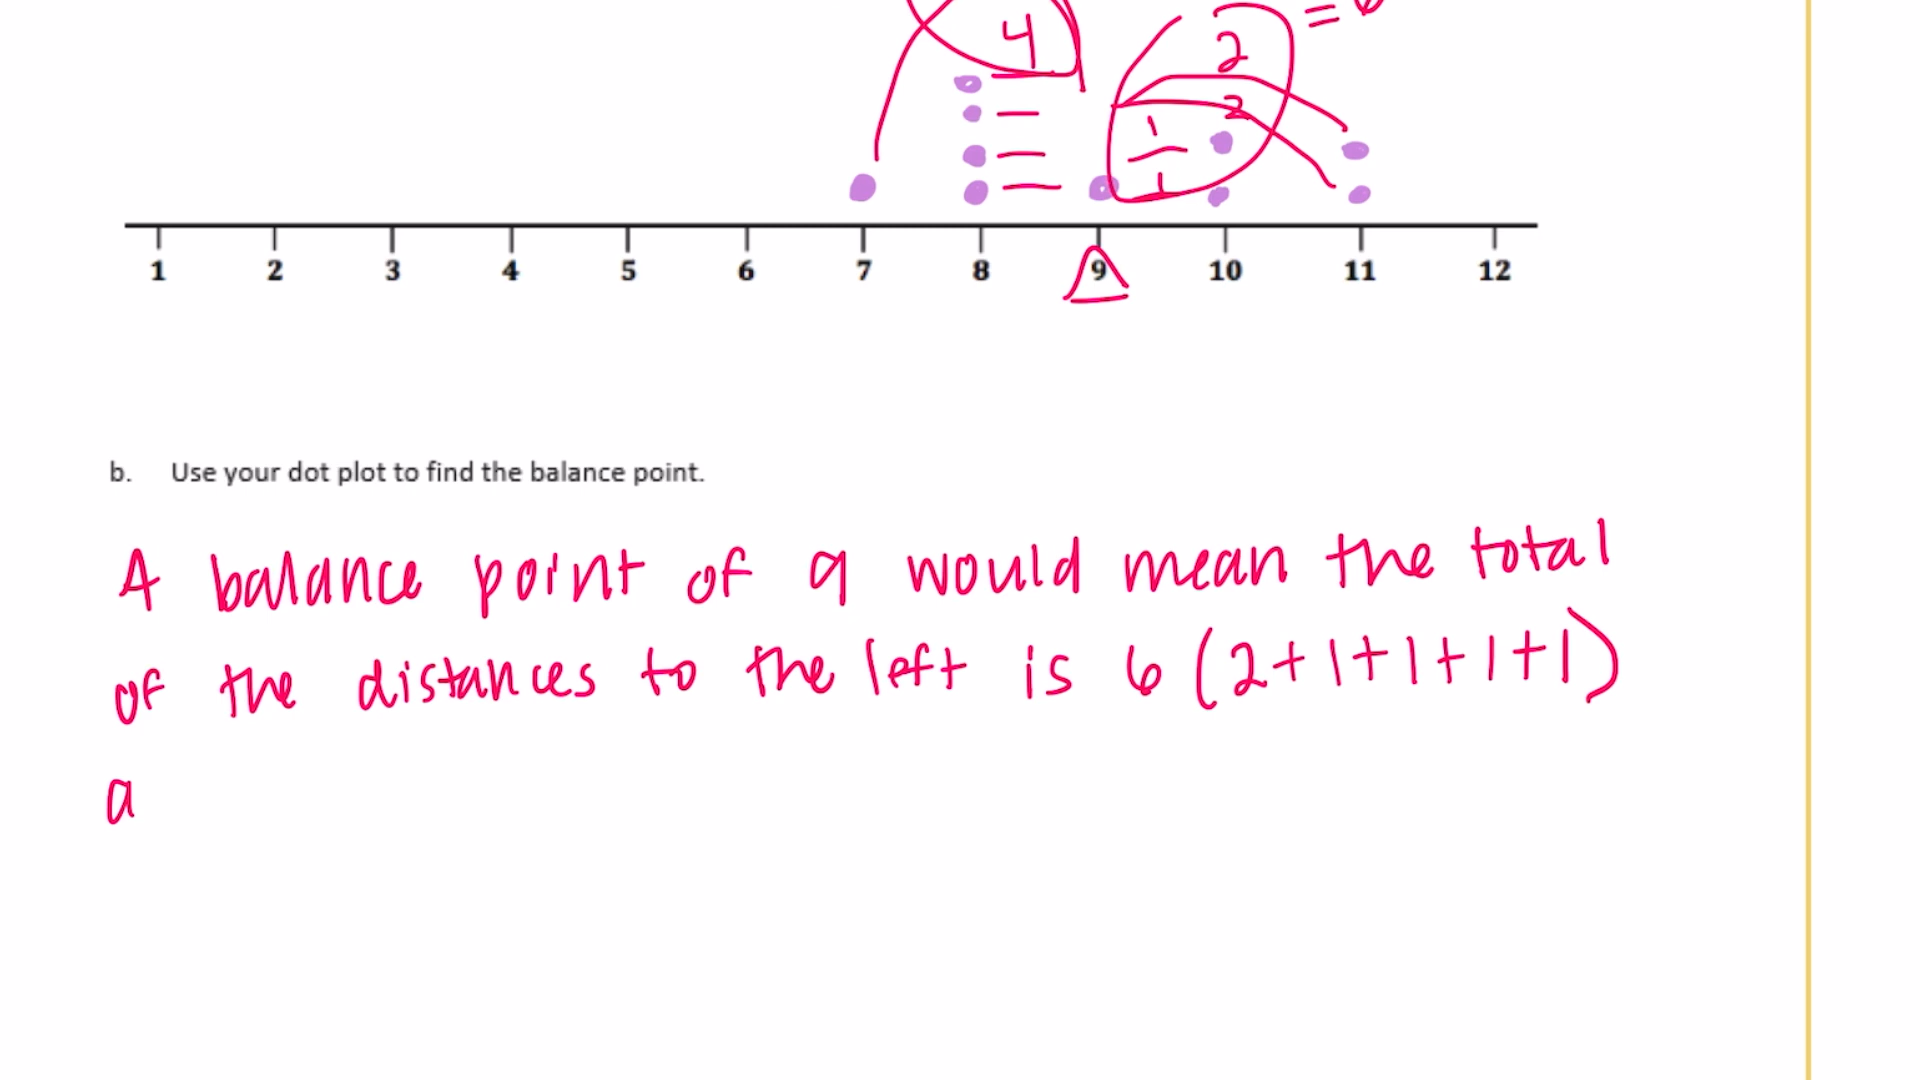 4 2 =
2
1
1
1 2 3 4 5 6 7 8 9 10 11 12
b. Use your dot plot to find the balance point.
A balance point of 9 would mean the total
of the distances to the left is 6 (2+1+1+1+1)
a